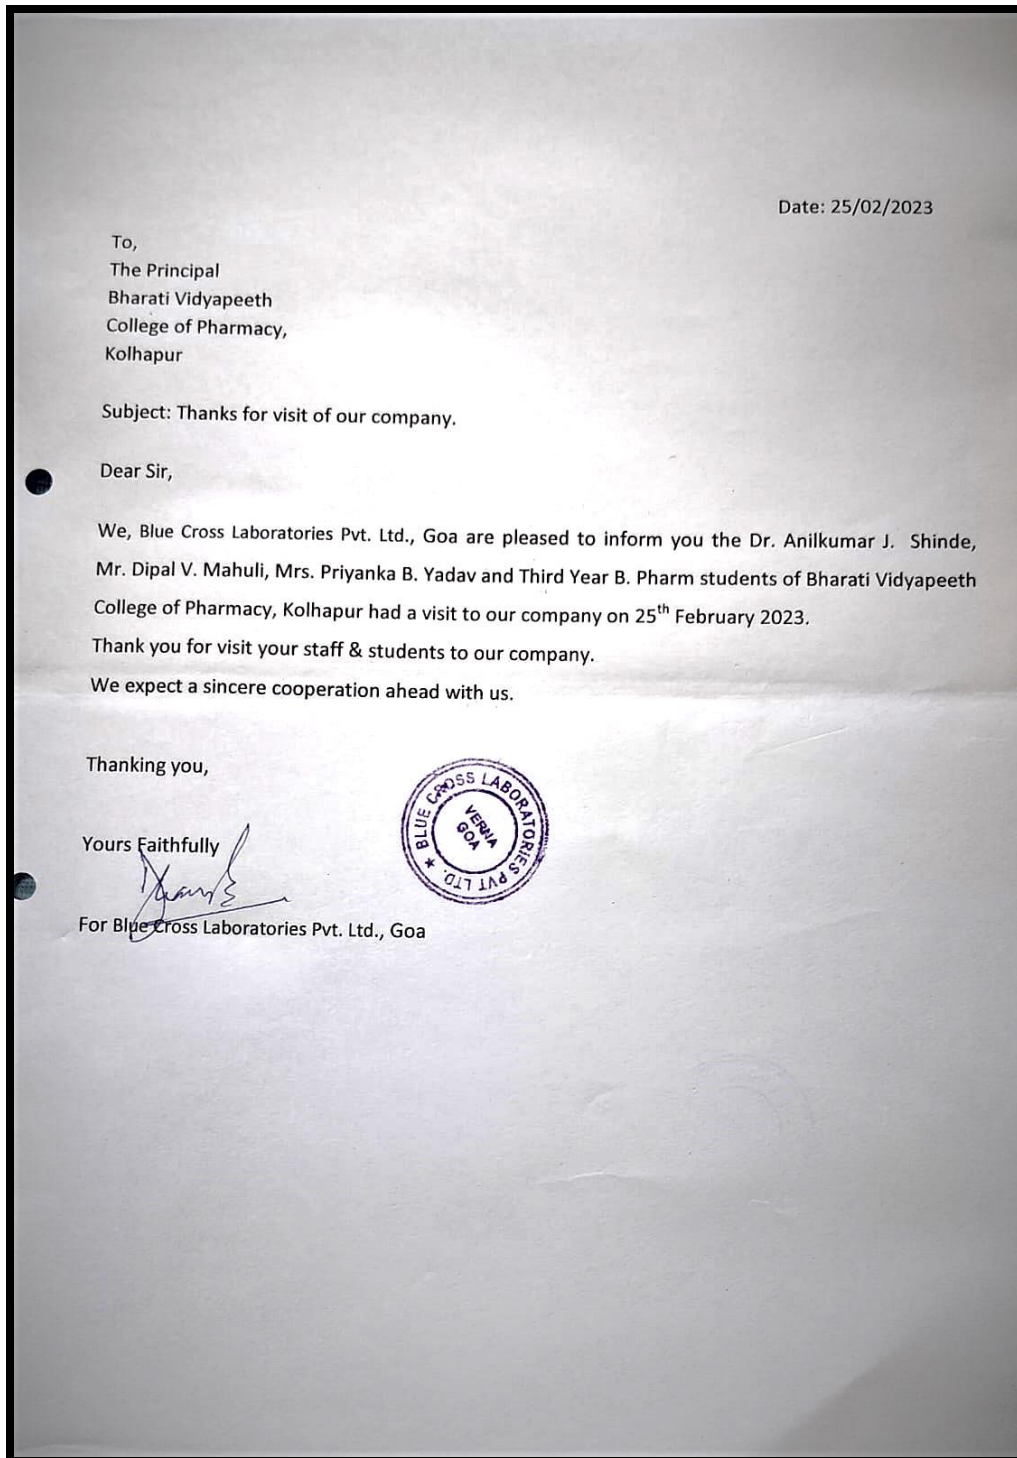 Date: 25/02/2023
To,
The Principal
Bharati Vidyapeeth
College of Pharmacy,
Kolhapur
Subject: Thanks for visit of our company.
Dear Sir,
We, Blue Cross Laboratories Pvt. Ltd., Goa are pleased to inform you the Dr. Anilkumar J. Shinde,
Mr. Dipal V. Mahuli, Mrs. Priyanka B. Yadav and Third Year B. Pharm students of Bharati Vidyapeeth
College of Pharmacy, Kolhapur had a visit to our company on 25th February 2023.
Thank you for visit your staff & students to our company.
We expect a sincere cooperation ahead with us.
Thanking you,
★ BLUE CROSS LABORATORIES PVT LTD.
VERNA
GOA
Yours Faithfully
For Blue Cross Laboratories Pvt. Ltd., Goa